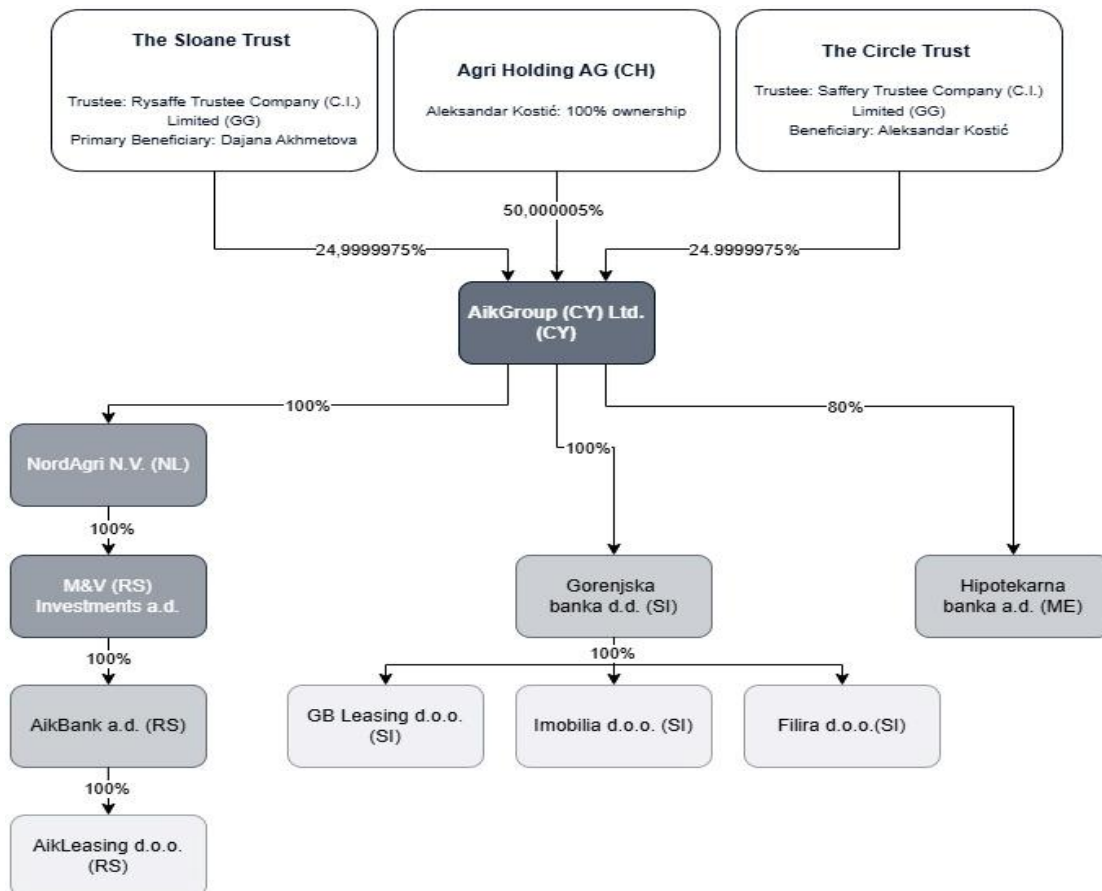 The Sloane Trust
Trustee: Rysaffe Trustee Company (C.I.)
Limited (GG)
Primary Beneficiary: Dajana Akhmetova
Agri Holding AG (CH)
Aleksandar Kostić: 100% ownership
The Circle Trust
Trustee: Saffery Trustee Company (C.I.)
Limited (GG)
Beneficiary: Aleksandar Kostić
50,000005%
24,9999975%
24.9999975%
AikGroup (CY) Ltd.
(CY)
100%
100%
80%
NordAgri N.V. (NL)
100%
M&V (RS)
Investments a.d.
Gorenjska
banka d.d. (SI)
Hipotekarna
banka a.d. (ME)
100%
100%
AikBank a.d. (RS)
GB Leasing d.o.o.
(SI)
Imobilia d.o.o. (SI)
Filira d.o.o.(SI)
100%
AikLeasing d.o.o.
(RS)